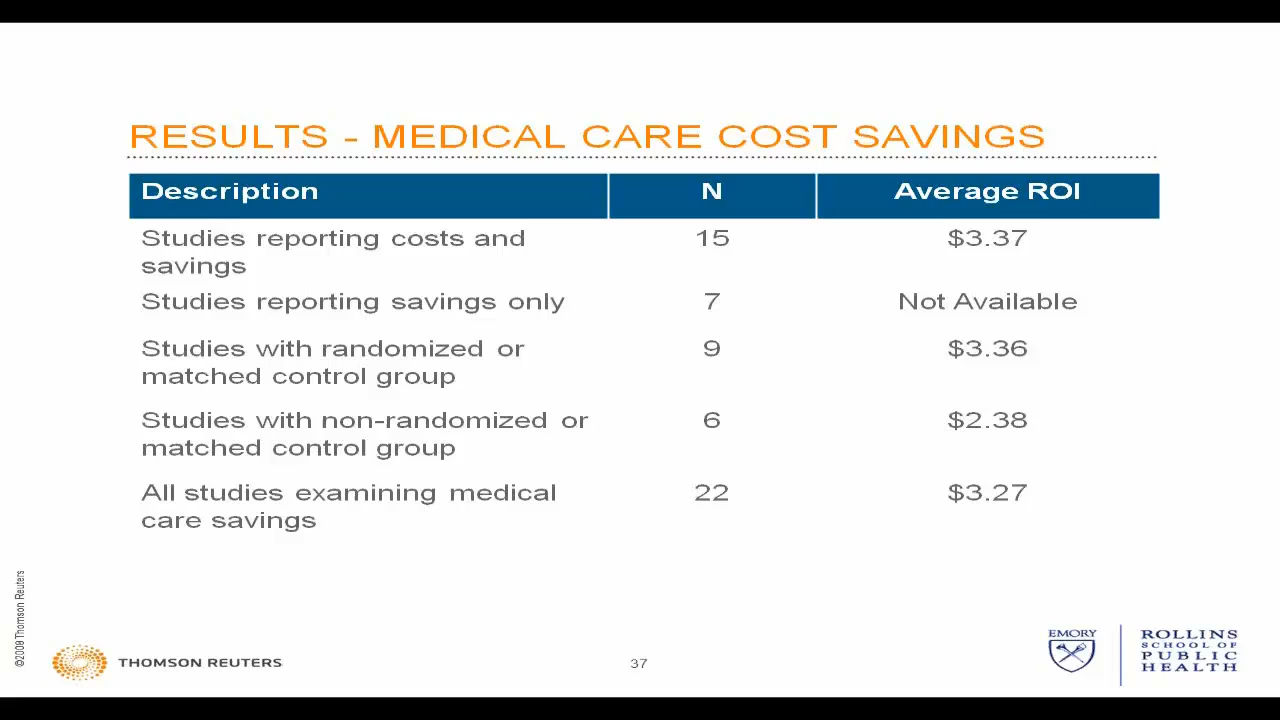 RESULTS - MEDICAL CARE COST SAVINGS
Description N Average ROI
Studies reporting costs and 15 $3.37
savings
Studies reporting savings only 7 Not Available
Studies with randomized or 9 $3.36
matched control group
Studies with non-randomized or 6 $2.38
matched control group
All studies examining medical 22 $3.27
care savings
©2009 Thomson Reuters
THOMSON REUTERS
37
EMORY
ROLLINS
SCHOOL OF
PUBLIC
HEALTH